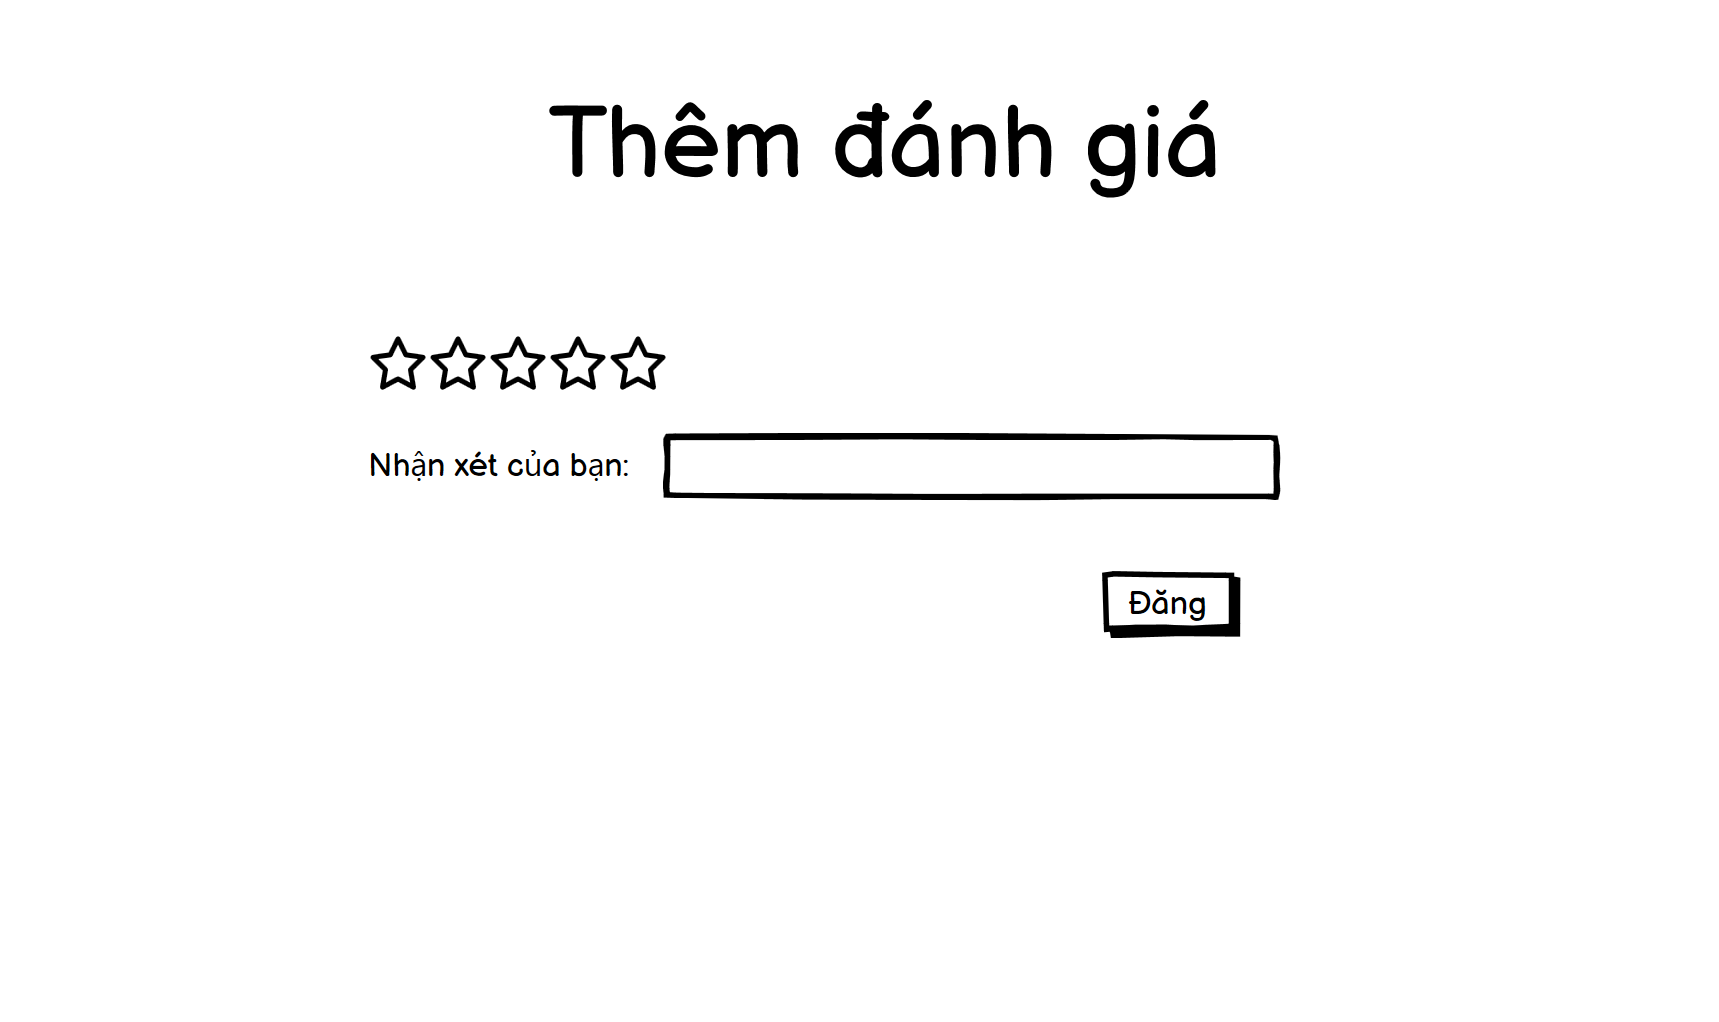 Thêm đánh giá
Nhận xét của bạn:
Đăng